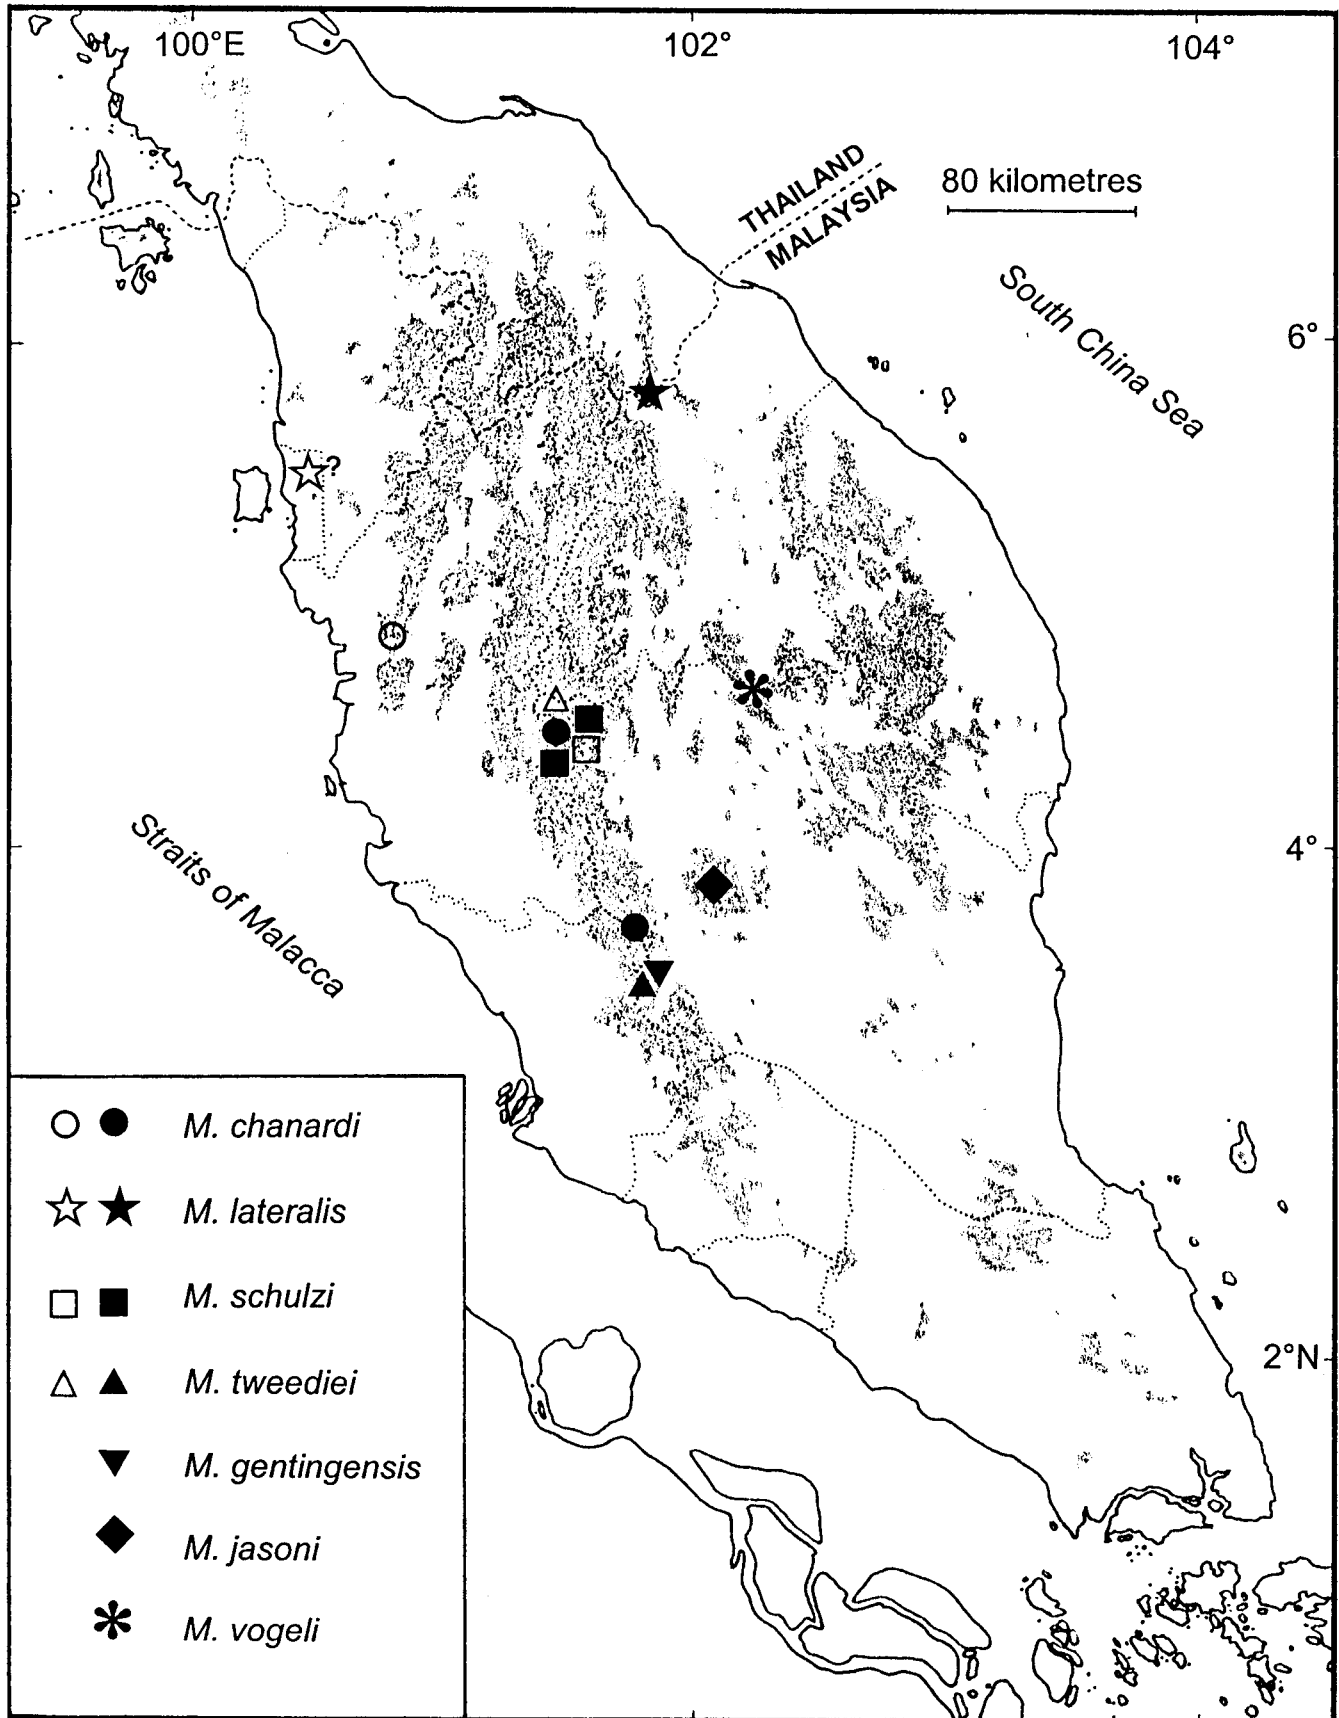 100°E
102°
104°
THAILAND
MALAYSIA
80 kilometres
South China Sea
6°
?
4°
Straits of Malacca
2°N
M. chanardi
M. lateralis
M. schulzi
M. tweediei
M. gentingensis
M. jasoni
M. vogeli